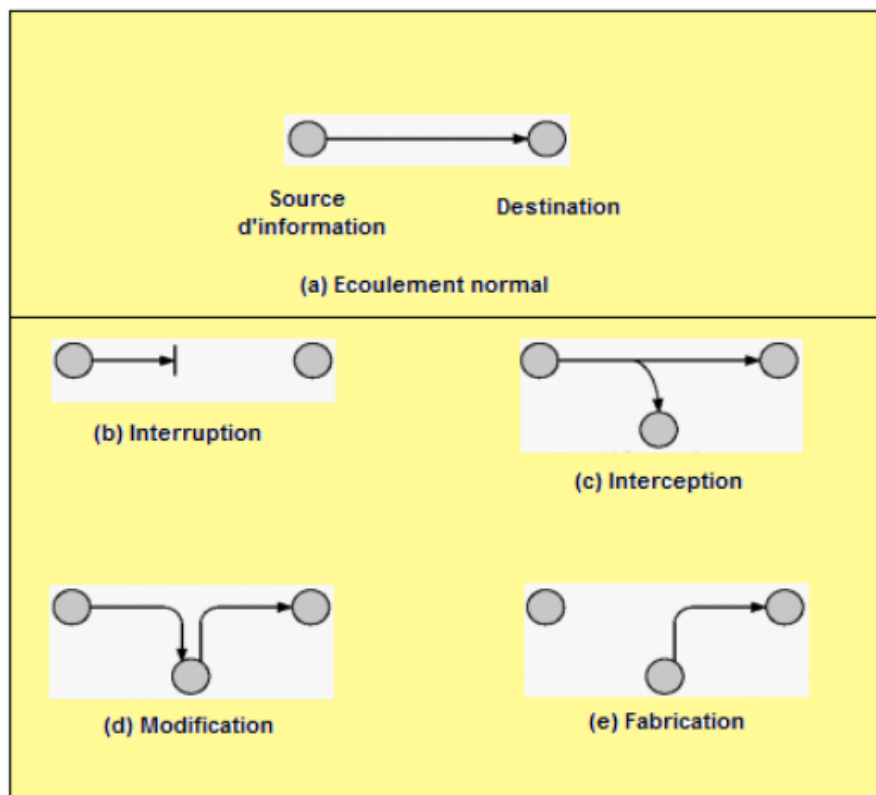 Source
d'information
Destination
(a) Ecoulement normal
(b) Interruption
(c) Interception
(d) Modification
(e) Fabrication